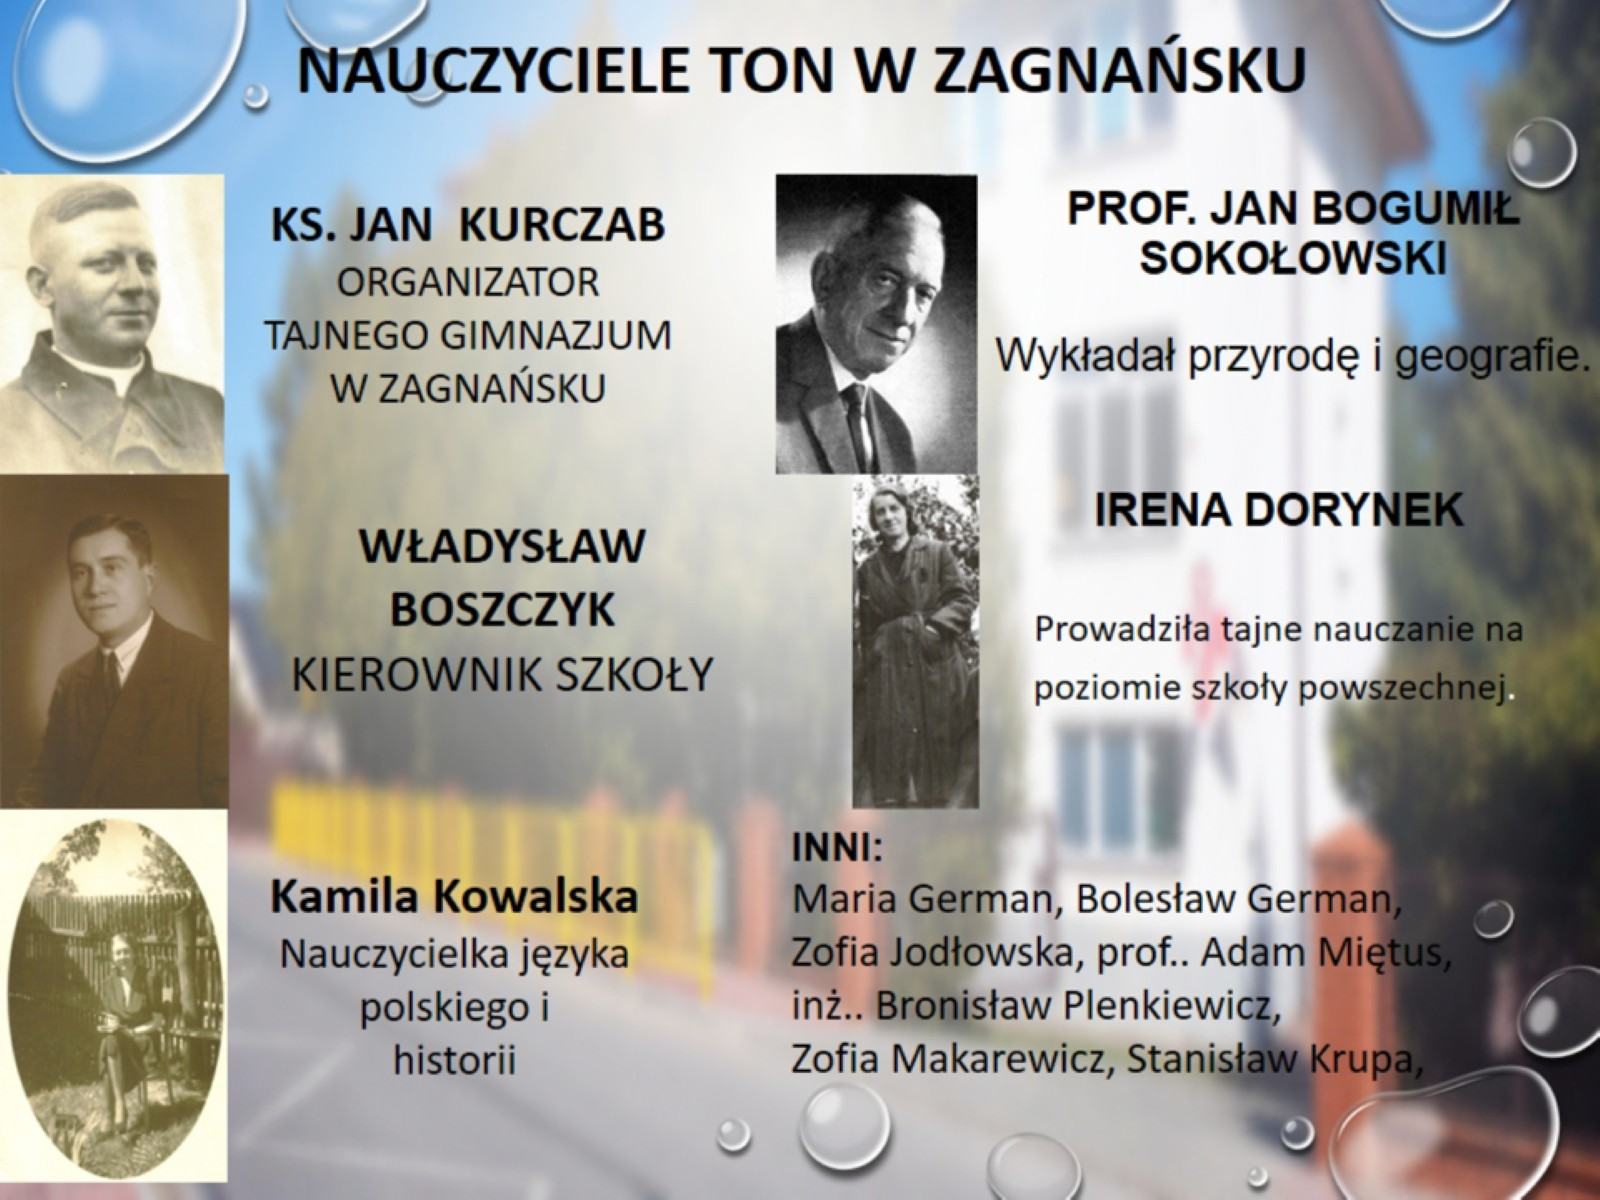 NAUCZYCIELE TON W ZAGNAŃSKU
KS. JAN KURCZAB
ORGANIZATOR
TAJNEGO GIMNAZJUM
W ZAGNAŃSKU
PROF. JAN BOGUMIŁ
SOKOŁOWSKI
Wykładał przyrodę i geografie.
WŁADYSŁAW
BOSZCZYK
KIEROWNIK SZKOŁY
IRENA DORYNEK
Prowadziła tajne nauczanie na
poziomie szkoły powszechnej.
Kamila Kowalska
Nauczycielka języka
polskiego i
historii
INNI:
Maria German, Bolesław German,
Zofia Jodłowska, prof.. Adam Miętus,
inż.. Bronisław Plenkiewicz,
Zofia Makarewicz, Stanisław Krupa,